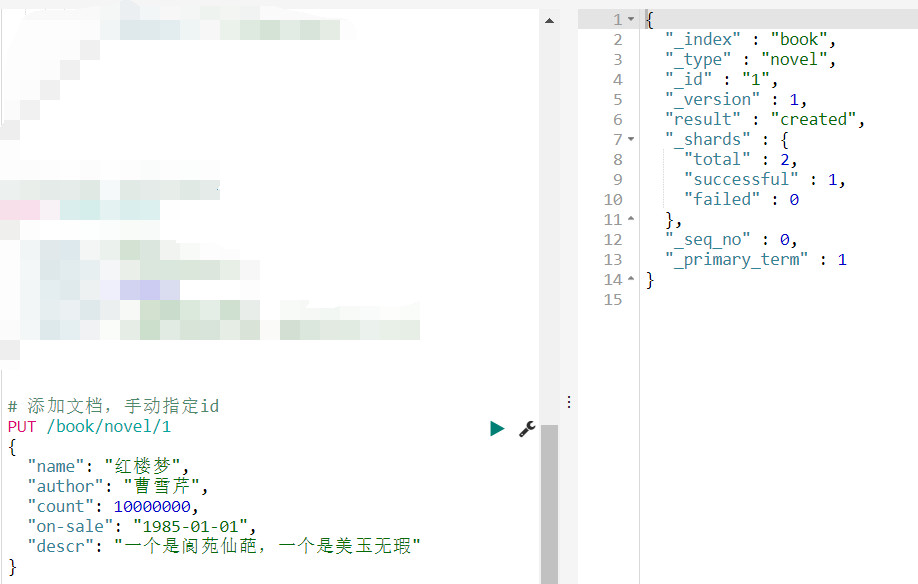 # 添加文档, 手动指定id
PUT /book/novel/1
{
"name": "红楼梦",
"author": "曹雪芹",
"count": 10000000,
"on-sale": "1985-01-01",
"descr": "一个是阆苑仙葩, 一个是美玉无瑕"
}
1 {
2 "_index" : "book",
3 "_type" : "novel",
4 "_id" : "1",
5 "_version" : 1,
6 "result" : "created",
7 "_shards" : {
8 "total" : 2,
9 "successful" : 1,
10 "failed" : 0
11 },
12 "_seq_no" : 0,
13 "_primary_term" : 1
14 }
15